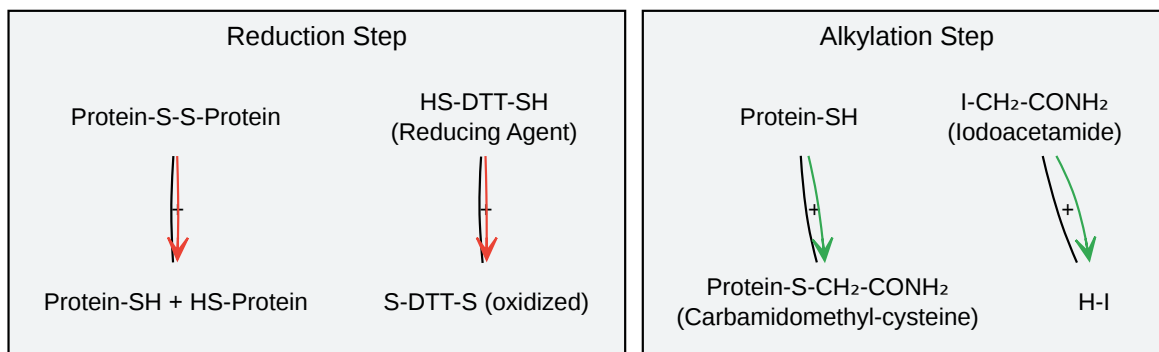 Reduction Step
Protein-S-S-Protein
HS-DTT-SH
(Reducing Agent)
+
+
Protein-SH + HS-Protein
S-DTT-S (oxidized)
Alkylation Step
Protein-SH
I-CH₂-CONH₂
(Iodoacetamide)
+
+
Protein-S-CH₂-CONH₂
(Carbamidomethyl-cysteine)
H-I